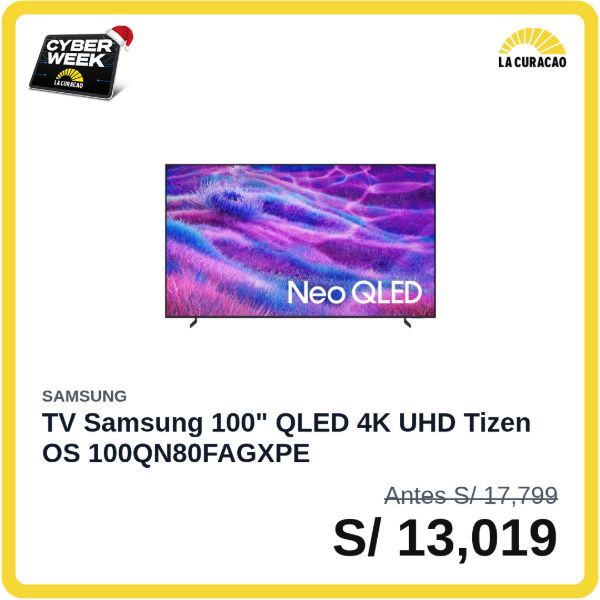 CYBER
WEEK
LA CURACAO
LA CURACAO
Neo QLED
SAMSUNG
TV Samsung 100" QLED 4K UHD Tizen
OS 100QN80FAGXPE
Antes S/ 17,799
S/ 13,019